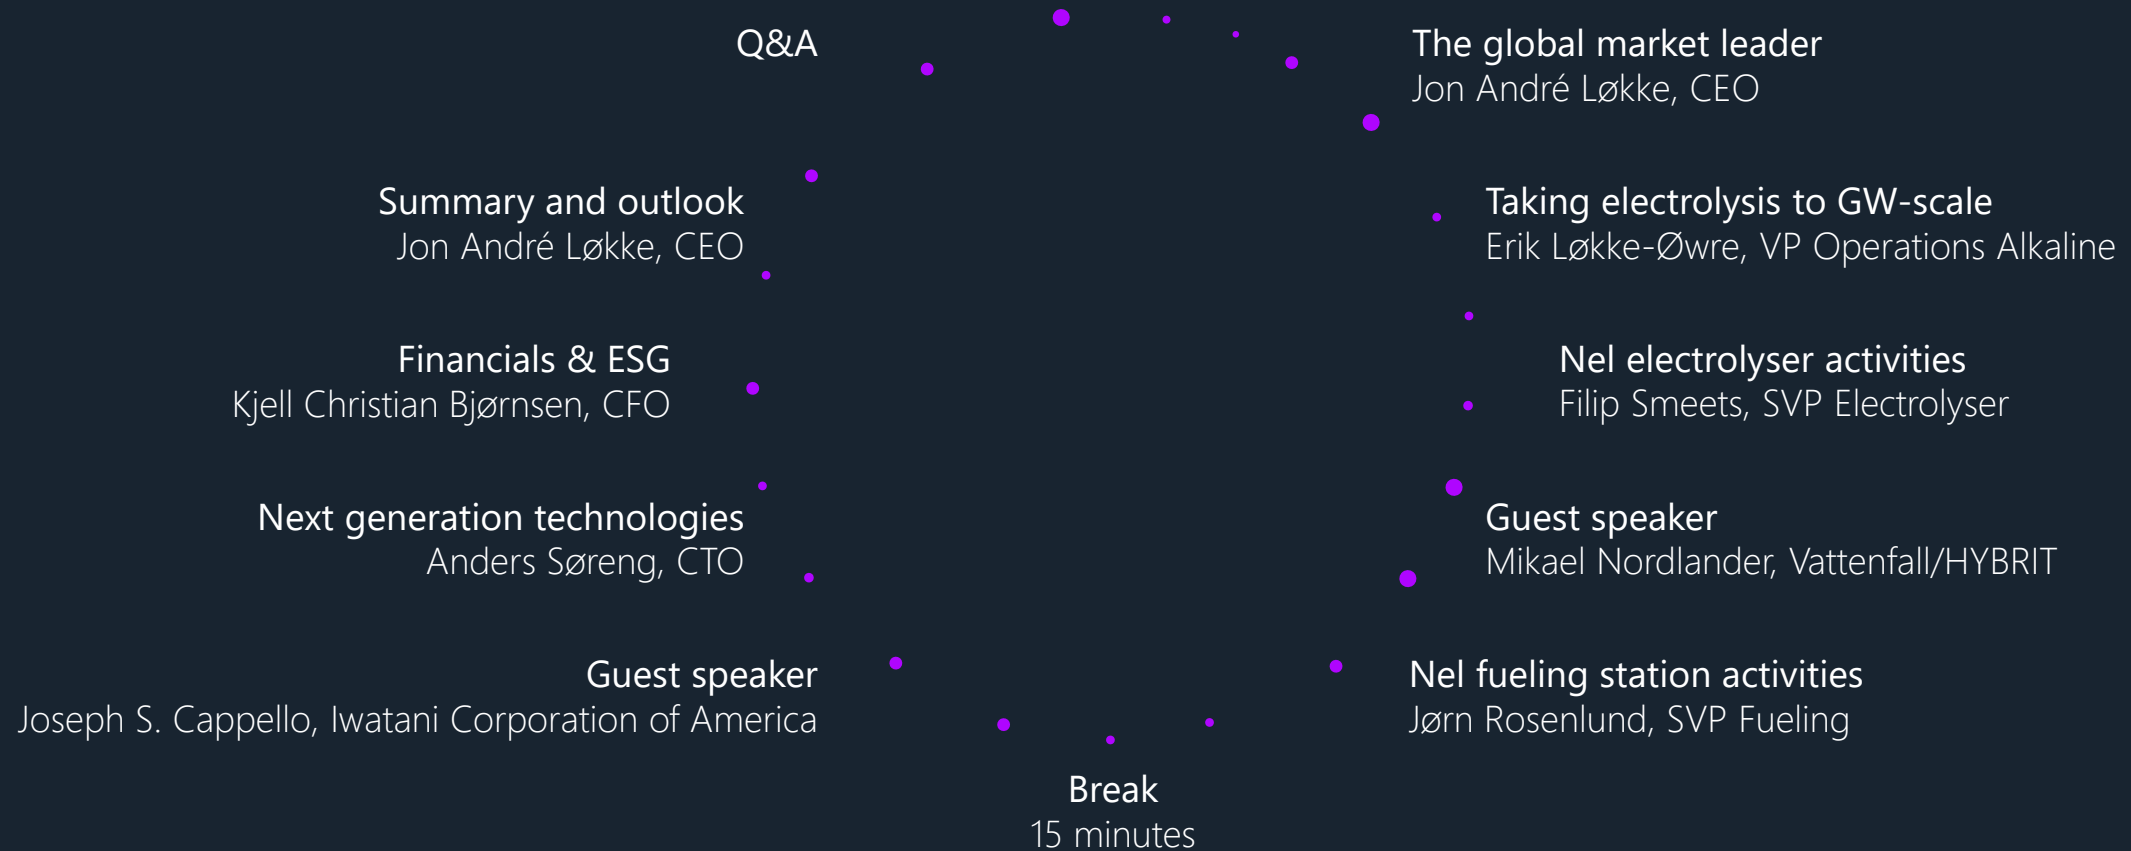 The global market leader
Jon André Løkke, CEO
Taking electrolysis to GW-scale
Erik Løkke-Øwre, VP Operations Alkaline
Nel electrolyser activities
Filip Smeets, SVP Electrolyser
Guest speaker
Mikael Nordlander, Vattenfall/HYBRIT
Nel fueling station activities
Jørn Rosenlund, SVP Fueling
Break
15 minutes
Guest speaker
Joseph S. Cappello, Iwatani Corporation of America
Next generation technologies
Anders Søreng, CTO
Financials & ESG
Kjell Christian Bjørnsen, CFO
Summary and outlook
Jon André Løkke, CEO
Q&A